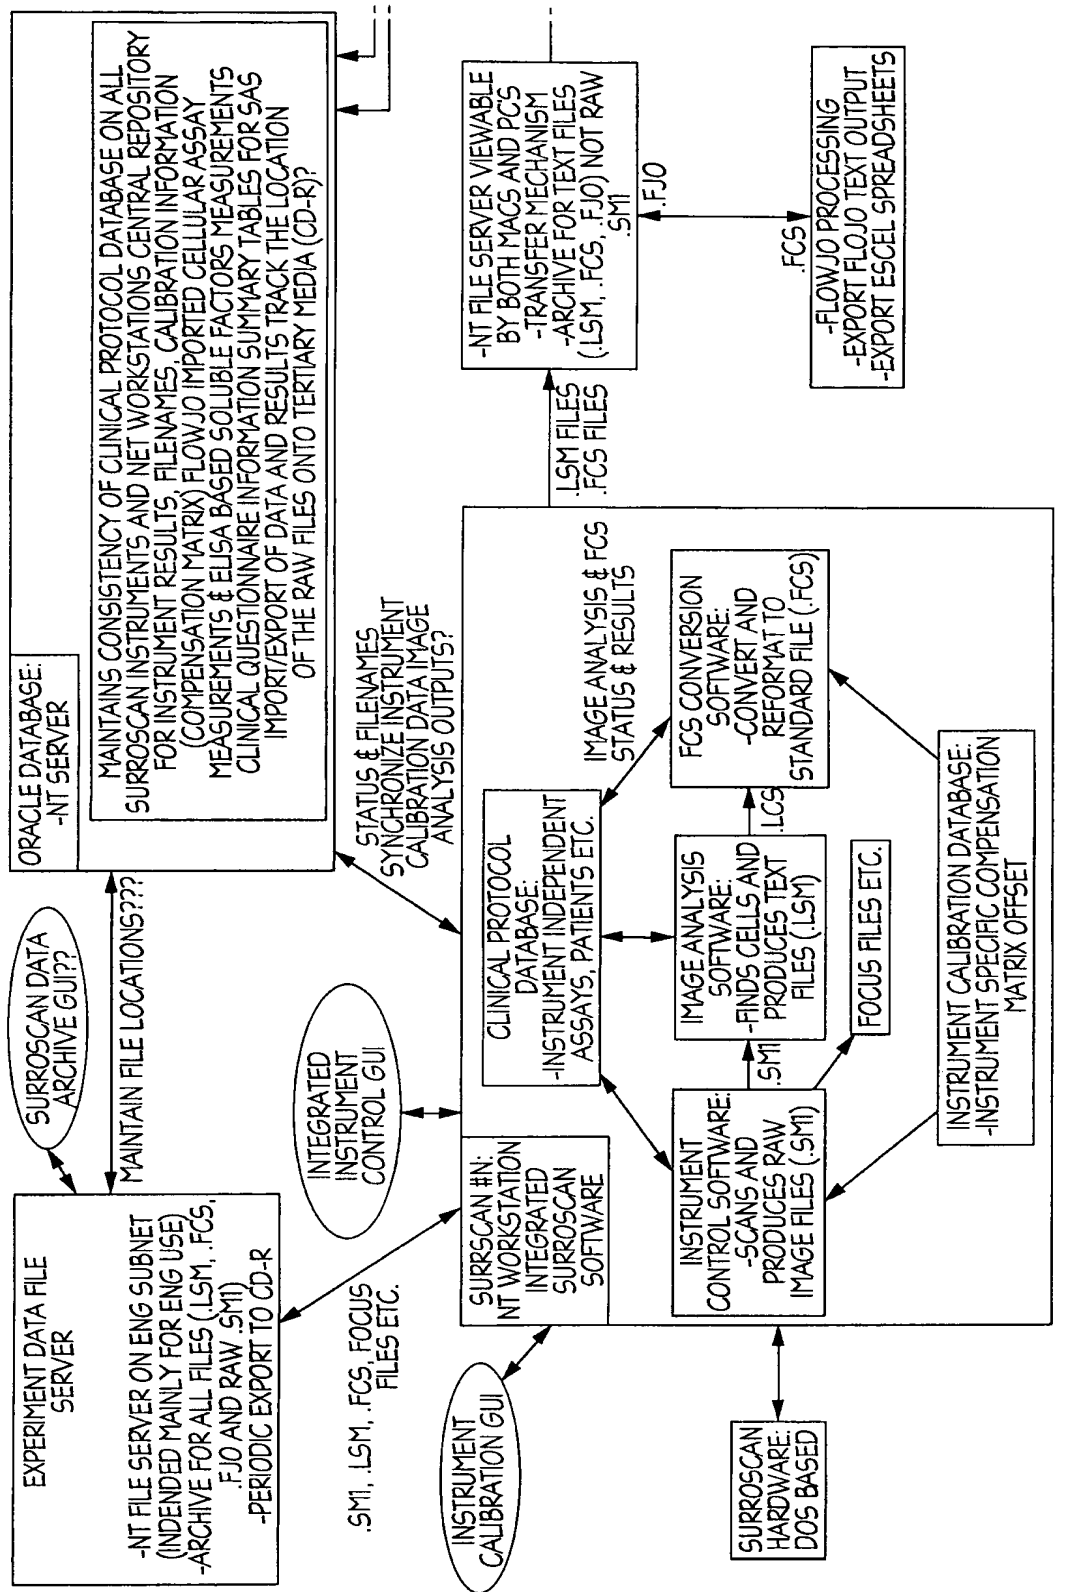 EXPERIMENT DATA FILE
SERVER
-NT FILE SERVER ON ENG SUBNET
(INDENDED MAINLY FOR ENG USE)
-ARCHIVE FOR ALL FILES (.LSM, .FCS,
.FJO AND RAW .SM1)
-PERIODIC EXPORT TO CD-R
SURROSCAN DATA
ARCHIVE GUI??
MAINTAIN FILE LOCATIONS???
ORACLE DATABASE:
-NT SERVER
MAINTAINS CONSISTENCY OF CLINICAL PROTOCOL DATABASE ON ALL
SURROSCAN INSTRUMENTS AND NET WORKSTATIONS CENTRAL REPOSITORY
FOR INSTRUMENT RESULTS, FILENAMES, CALIBRATION INFORMATION
(COMPENSATION MATRIX) FLOWJO IMPORTED CELLULAR ASSAY
MEASUREMENTS & ELISA BASED SOLUBLE FACTORS MEASUREMENTS
CLINICAL QUESTIONNAIRE INFORMATION SUMMARY TABLES FOR SAS
IMPORT/EXPORT OF DATA AND RESULTS TRACK THE LOCATION
OF THE RAW FILES ONTO TERTIARY MEDIA (CD-R)?
.SM1, .LSM, .FCS, FOCUS
FILES ETC.
INTEGRATED
INSTRUMENT
CONTROL GUI
STATUS & FILENAMES
SYNCHRONIZE INSTRUMENT
CALIBRATION DATA IMAGE
ANALYSIS OUTPUTS?
INSTRUMENT
CALIBRATION GUI
SURRSCAN #N:
NT WORKSTATION
INTEGRATED
SURROSCAN
SOFTWARE
CLINICAL PROTOCOL
DATABASE:
-INSTRUMENT INDEPENDENT
ASSAYS, PATIENTS ETC.
IMAGE ANALYSIS & FCS
STATUS & RESULTS
.LSM FILES
.FCS FILES
-NT FILE SERVER VIEWABLE
BY BOTH MACS AND PC'S
-TRANSFER MECHANISM
-ARCHIVE FOR TEXT FILES
(.LSM, .FCS, .FJO) NOT RAW
.SM1
INSTRUMENT
CONTROL SOFTWARE:
-SCANS AND
PRODUCES RAW
IMAGE FILES (.SM1)
.SM1
IMAGE ANALYSIS
SOFTWARE:
-FINDS CELLS AND
PRODUCES TEXT
FILES (.LSM)
.LCS
FCS CONVERSION
SOFTWARE:
-CONVERT AND
REFORMAT TO
STANDARD FILE (.FCS)
.FJO
.FCS
SURROSCAN
HARDWARE:
DOS BASED
FOCUS FILES ETC.
-FLOWJO PROCESSING
-EXPORT FLOJO TEXT OUTPUT
-EXPORT ESCEL SPREADSHEETS
INSTRUMENT CALIBRATION DATABASE:
-INSTRUMENT SPECIFIC COMPENSATION
MATRIX OFFSET